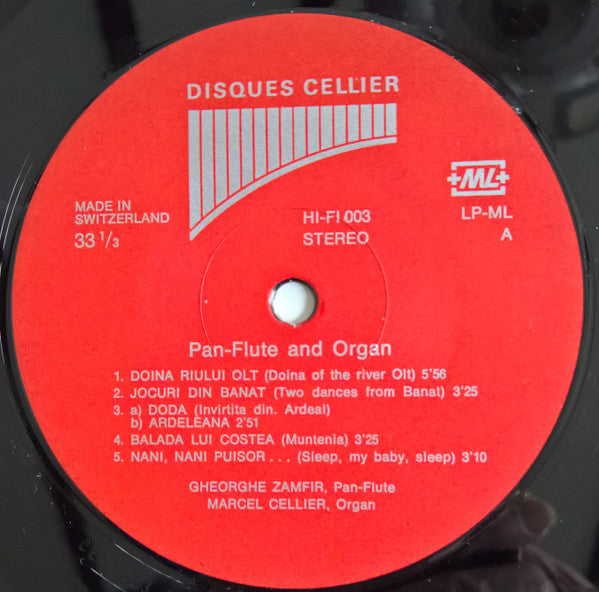 DISQUES CELLIER
MADE IN
SWITZERLAND
33 1/3
HI-FI 003
STEREO
+ML+
LP-ML
A
Pan-Flute and Organ
1. DOINA RIULUI OLT (Doina of the river Olt) 5'56
2. JOCURI DIN BANAT (Two dances from Banat) 3'25
3. a) DODA (Invirtita din. Ardeal)
b) ARDELEANA 2'51
4. BALADA LUI COSTEA (Muntenia) 3'25
5. NANI, NANI PUISOR . . . (Sleep, my baby, sleep) 3'10
GHEORGHE ZAMFIR, Pan-Flute
MARCEL CELLIER, Organ